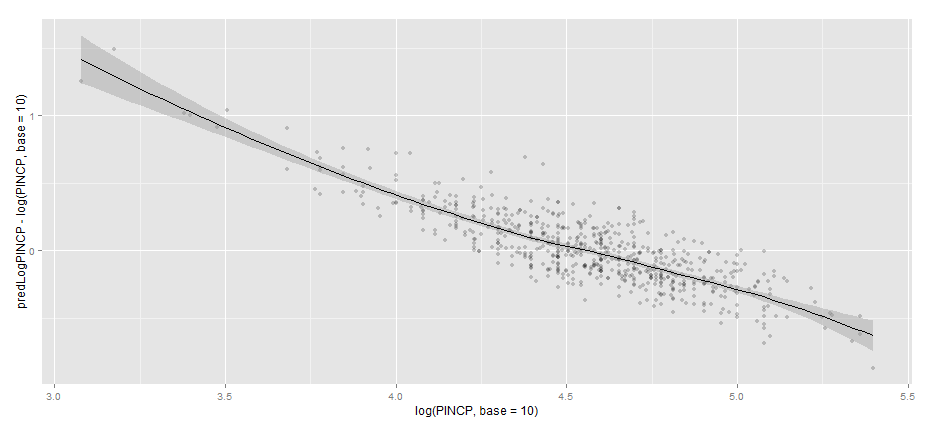 predLogPINCP - log(PINCP, base = 10)
1
0
3.0 3.5 4.0 4.5 5.0 5.5
log(PINCP, base = 10)